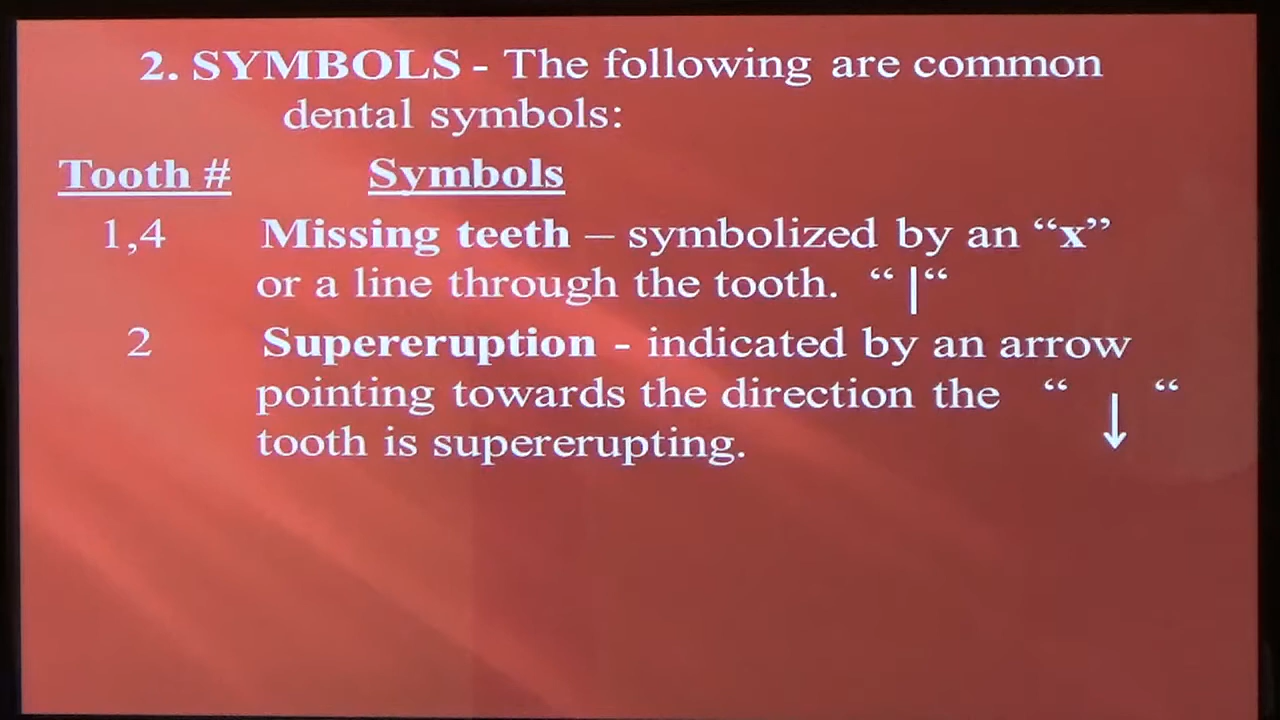 2. SYMBOLS - The following are common
dental symbols:
Tooth # Symbols
1,4 Missing teeth – symbolized by an “x”
or a line through the tooth. “ | “
2 Supereruption - indicated by an arrow
pointing towards the direction the “ ↓ “
tooth is supererupting.